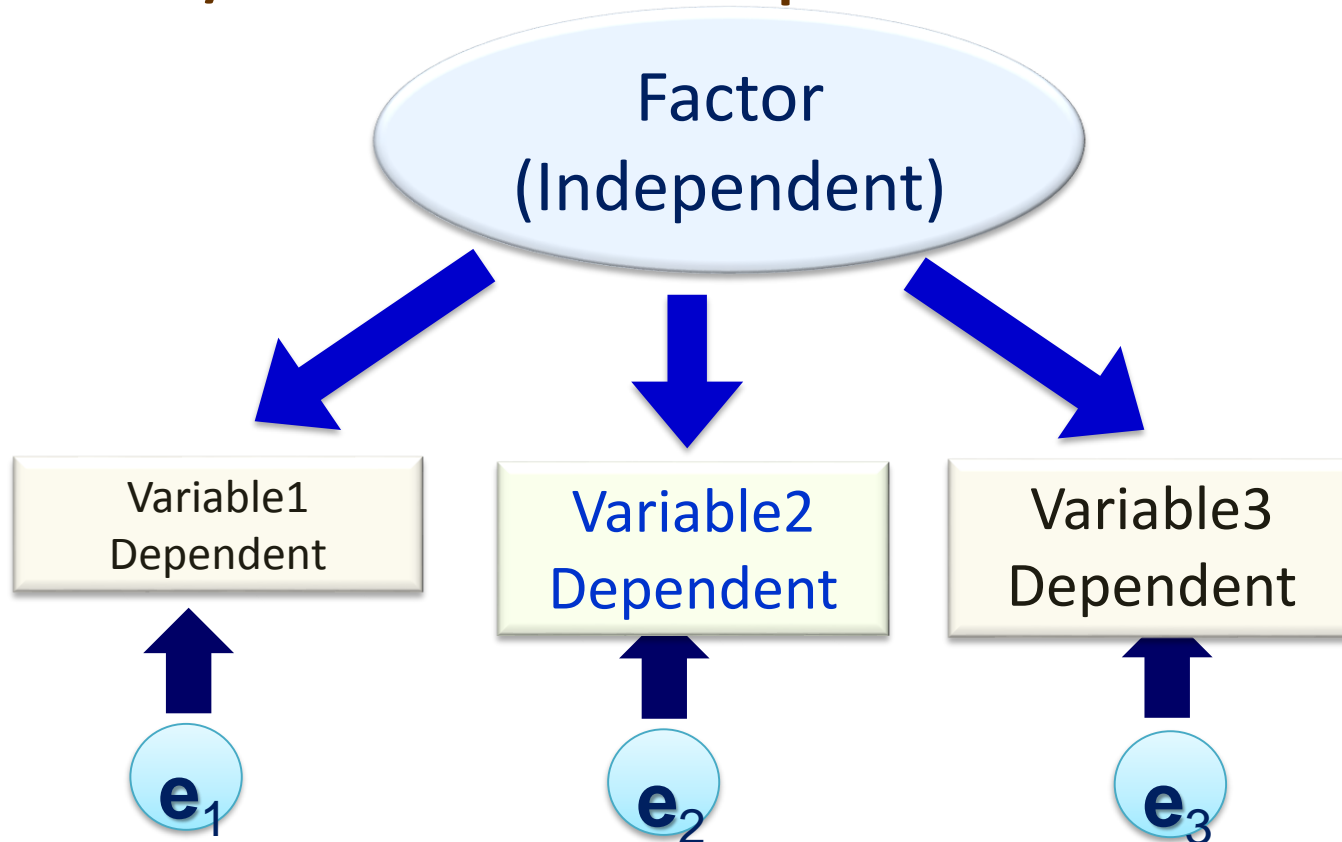 Factor
(Independent)
Variable1
Dependent
Variable2
Dependent
Variable3
Dependent
e1
e2
e3